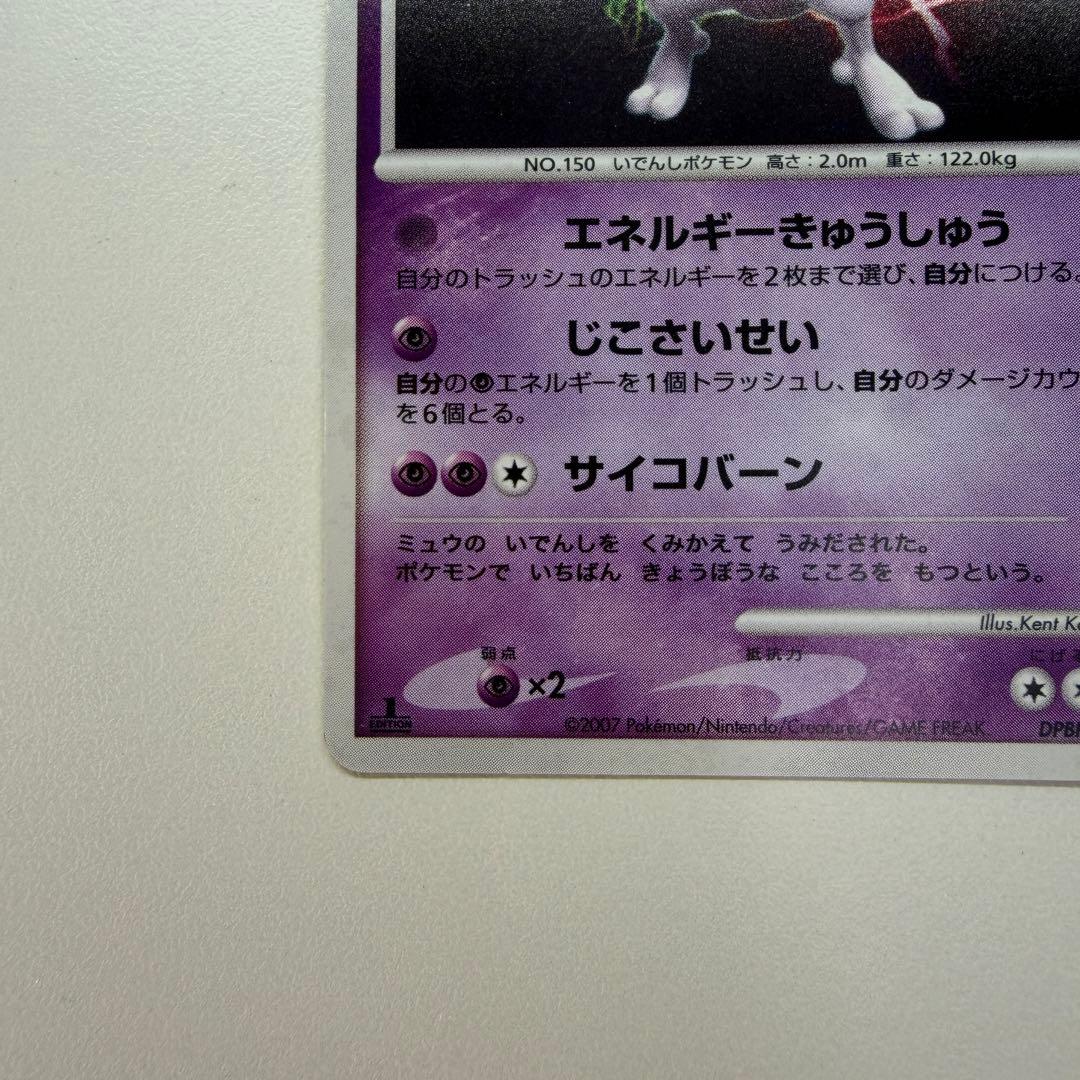 NO.150 いでんしポケモン 高さ：2.0m 重さ：122.0kg
エネルギーきゅうしゅう
自分のトラッシュのエネルギーを2枚まで選び、自分につける。
じこさいせい
自分のエネルギーを1個トラッシュし、自分のダメージカウ
を6個とる。
サイコバーン
ミュウの いでんしを くみかえて うみだされた。
ポケモンで いちばん きょうぼうな こころを もつという。
Illus.Kent
弱点 抵抗力 にげる
×2
1 EDITION
©2007 Pokémon/Nintendo/Creatures/GAME FREAK DPB